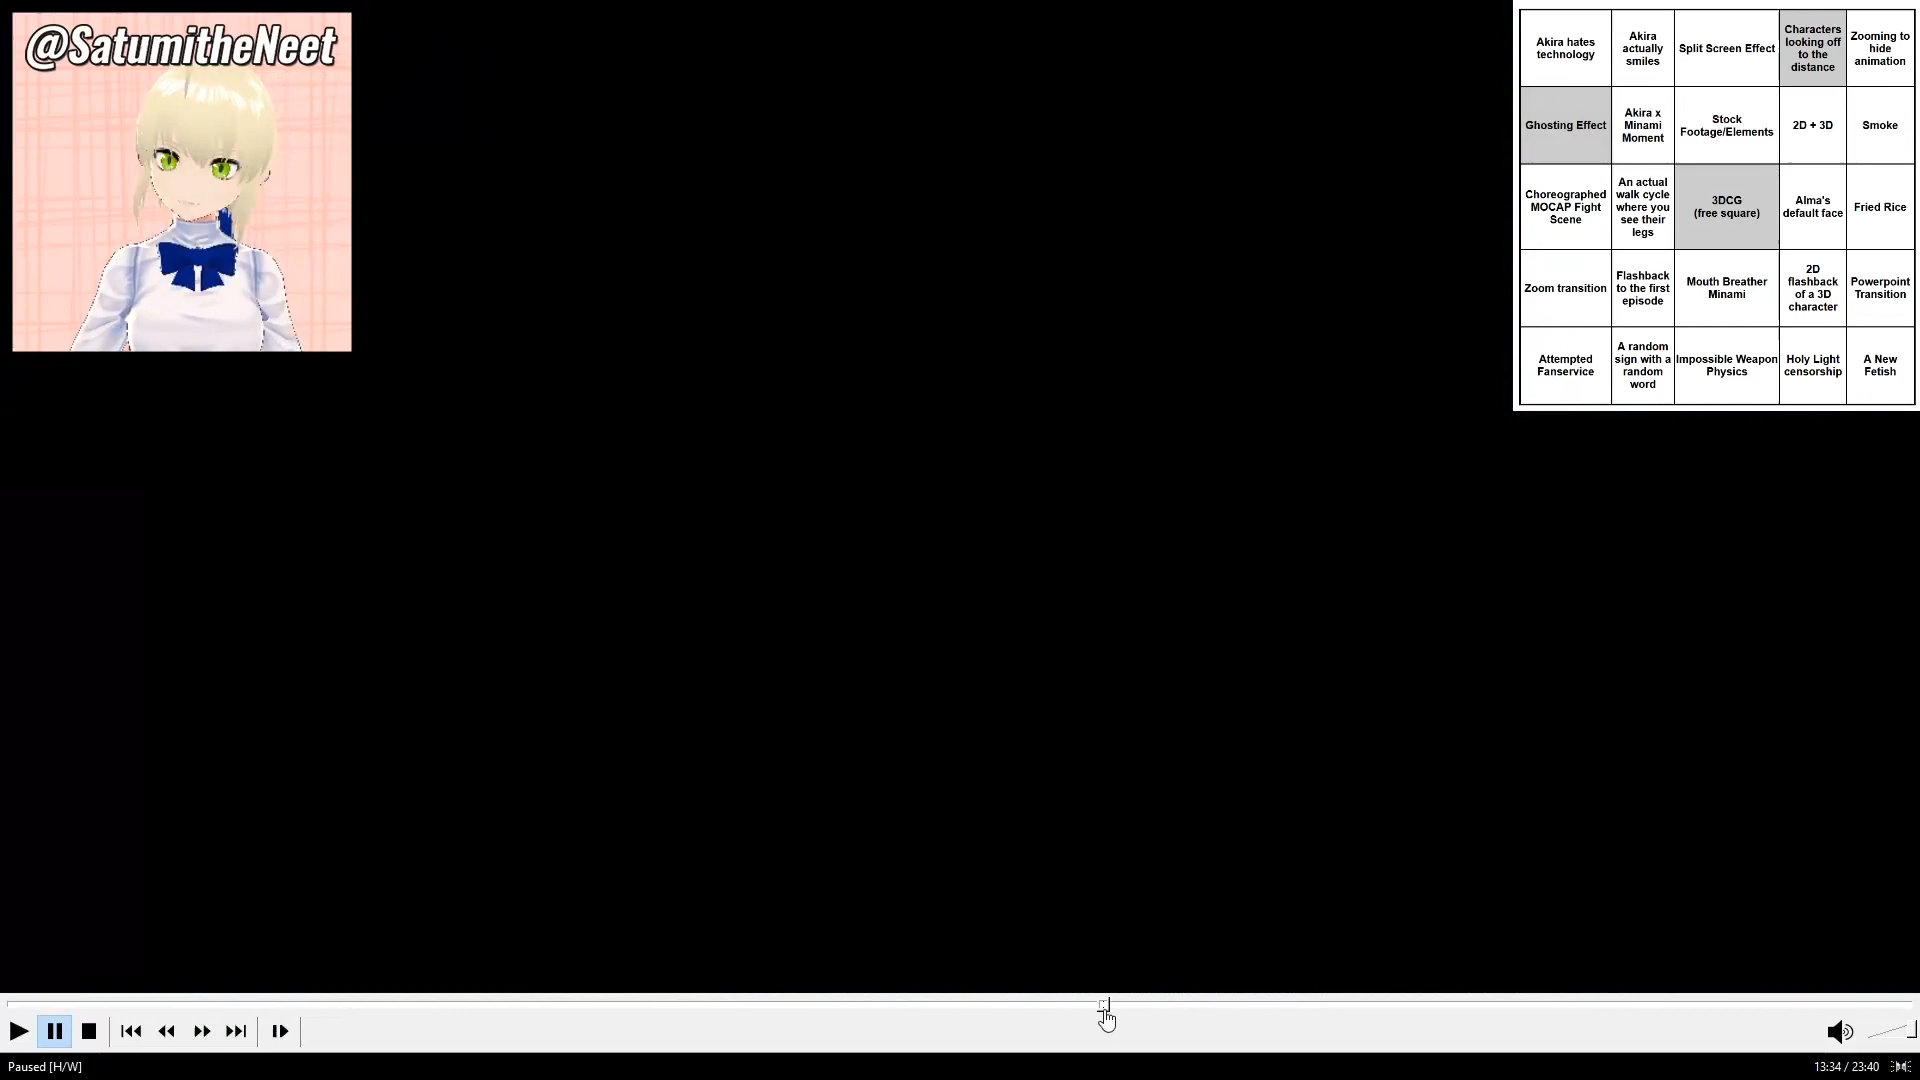 @SatumitheNeet
Akira hates
technology
Akira
actually
smiles
Split Screen Effect
Characters
looking off
to the
distance
Zooming to
hide
animation
Ghosting Effect
Akira x
Minami
Moment
Stock
Footage/Elements
2D + 3D
Smoke
Choreographed
MOCAP Fight
Scene
An actual
walk cycle
where you
see their
legs
3DCG
(free square)
Alma's
default face
Fried Rice
Zoom transition
Flashback
to the first
episode
Mouth Breather
Minami
2D
flashback
of a 3D
character
Powerpoint
Transition
Attempted
Fanservice
A random
sign with a
random
word
Impossible Weapon
Physics
Holy Light
censorship
A New
Fetish
Paused [H/W]
13:34 / 23:40